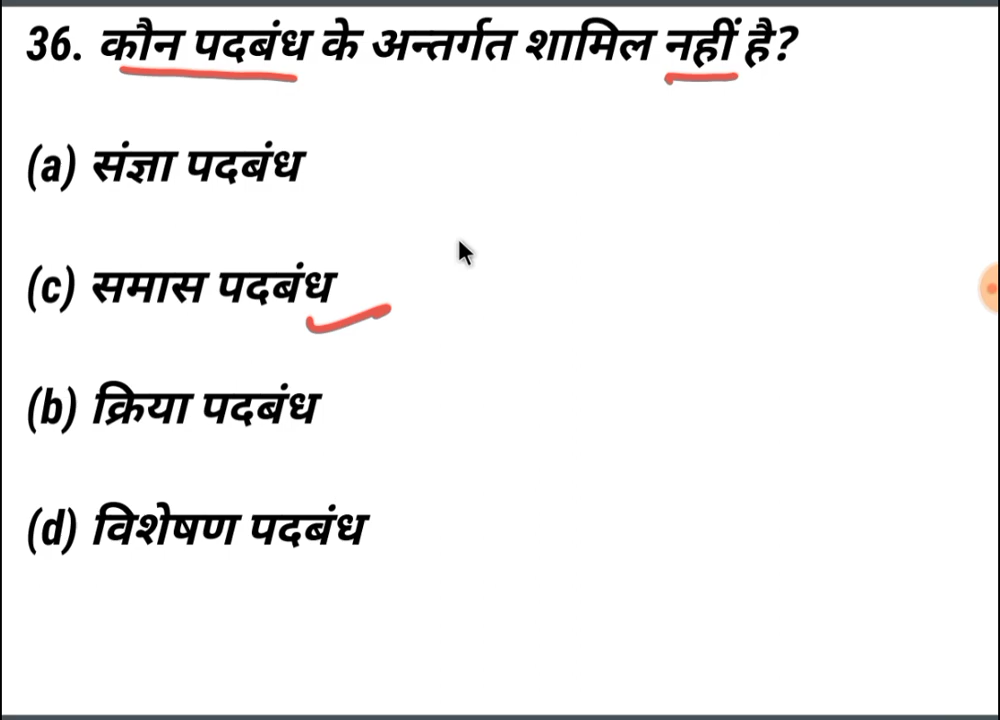 36. कौन पदबंध के अन्तर्गत शामिल नहीं है?
(a) संज्ञा पदबंध
(c) समास पदबंध
(b) क्रिया पदबंध
(d) विशेषण पदबंध